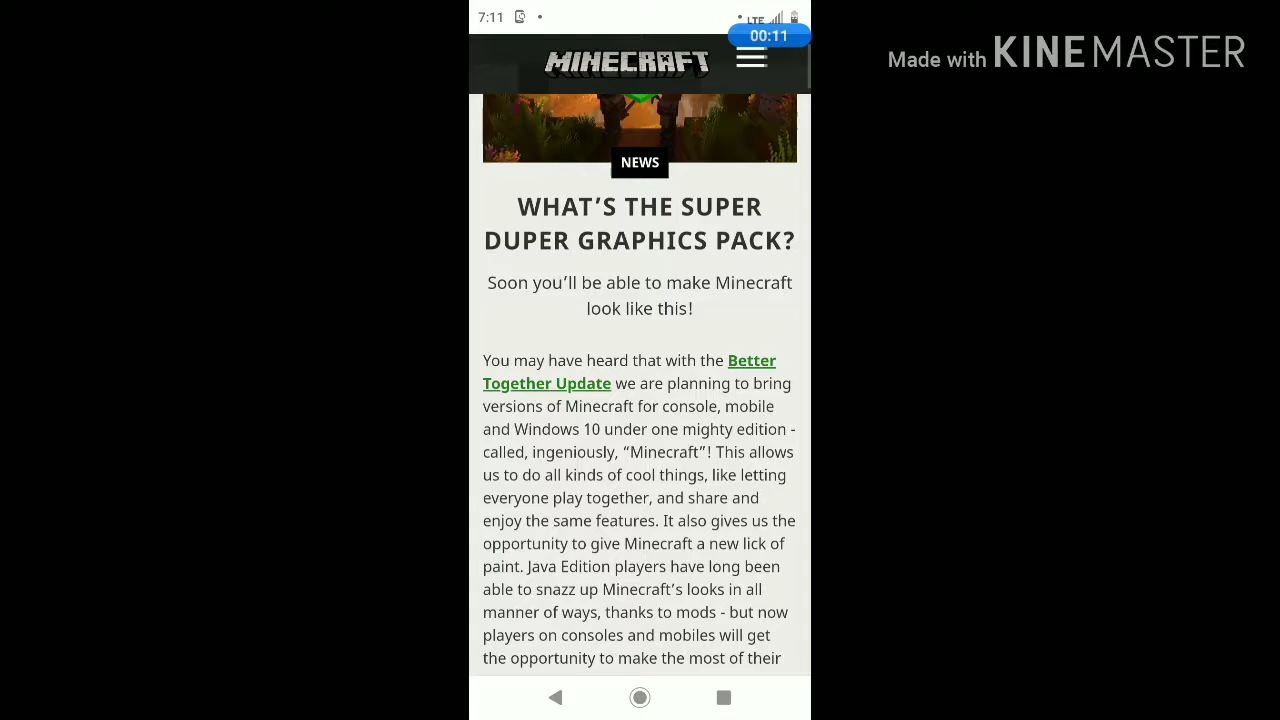 7:11
LTE
00:11
Made with KINEMASTER
MINECRAFT
NEWS
WHAT’S THE SUPER
DUPER GRAPHICS PACK?
Soon you’ll be able to make Minecraft
look like this!
You may have heard that with the Better
Together Update we are planning to bring
versions of Minecraft for console, mobile
and Windows 10 under one mighty edition -
called, ingeniously, “Minecraft”! This allows
us to do all kinds of cool things, like letting
everyone play together, and share and
enjoy the same features. It also gives us the
opportunity to give Minecraft a new lick of
paint. Java Edition players have long been
able to snazz up Minecraft’s looks in all
manner of ways, thanks to mods - but now
players on consoles and mobiles will get
the opportunity to make the most of their